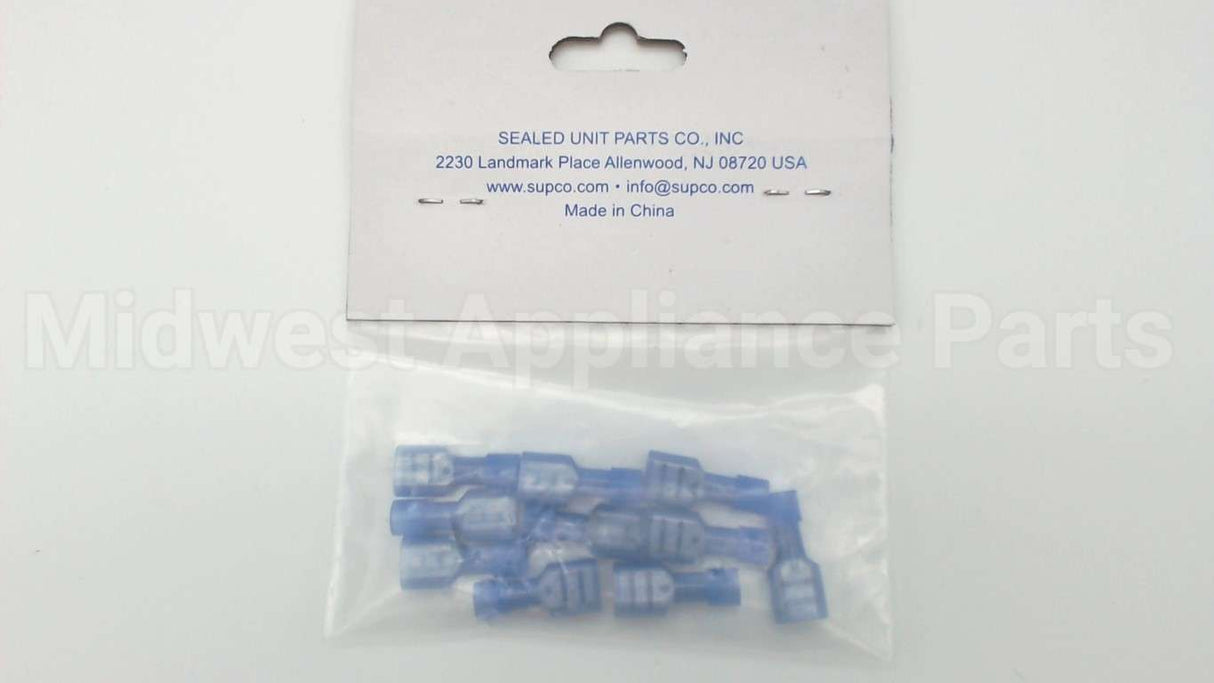 SEALED UNIT PARTS CO., INC
2230 Landmark Place Allenwood, NJ 08720 USA
www.supco.com • info@supco.com
Made in China
Midwest Appliance Parts